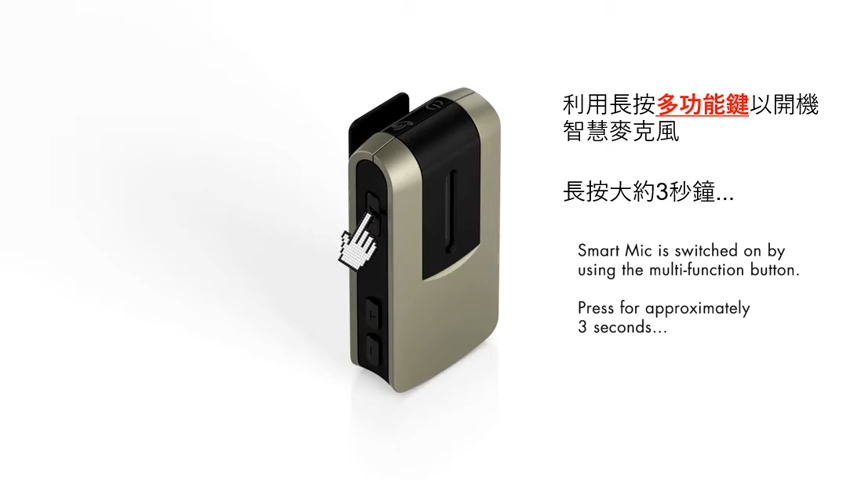 利用長按多功能鍵以開機
智慧麥克風
長按大約3秒鐘...
Smart Mic is switched on by
using the multi-function button.
Press for approximately
3 seconds...
+
-